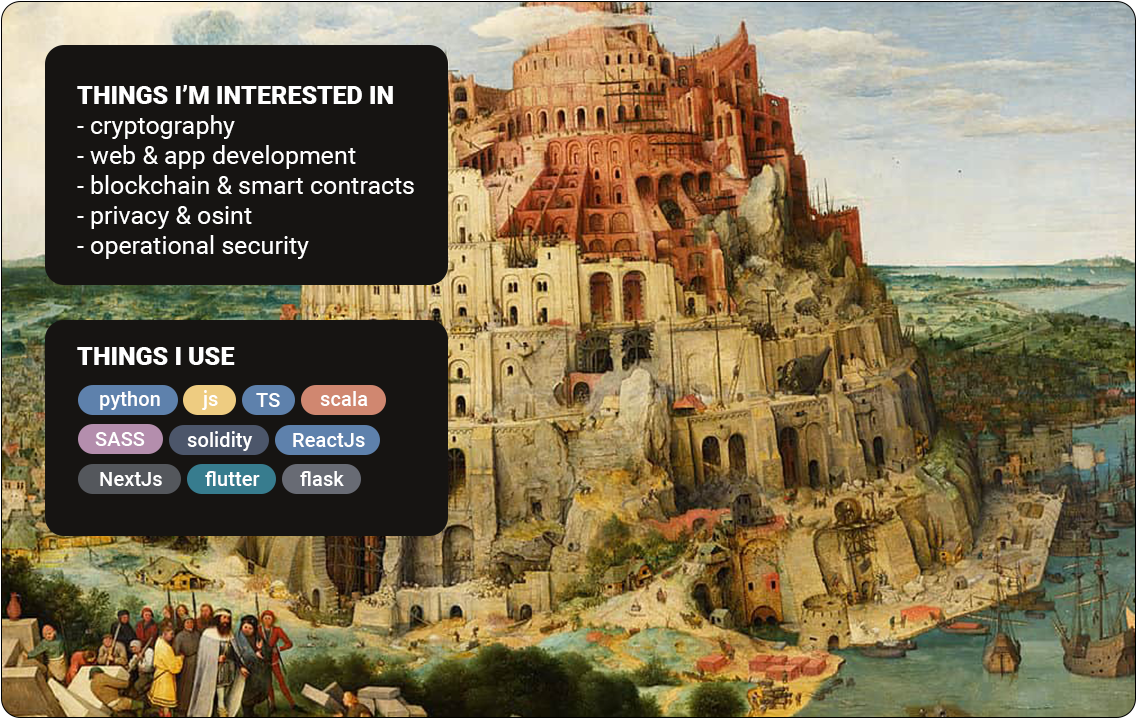 THINGS I’M INTERESTED IN
- cryptography
- web & app development
- blockchain & smart contracts
- privacy & osint
- operational security
THINGS I USE
python js TS scala
SASS solidity ReactJs
NextJs flutter flask